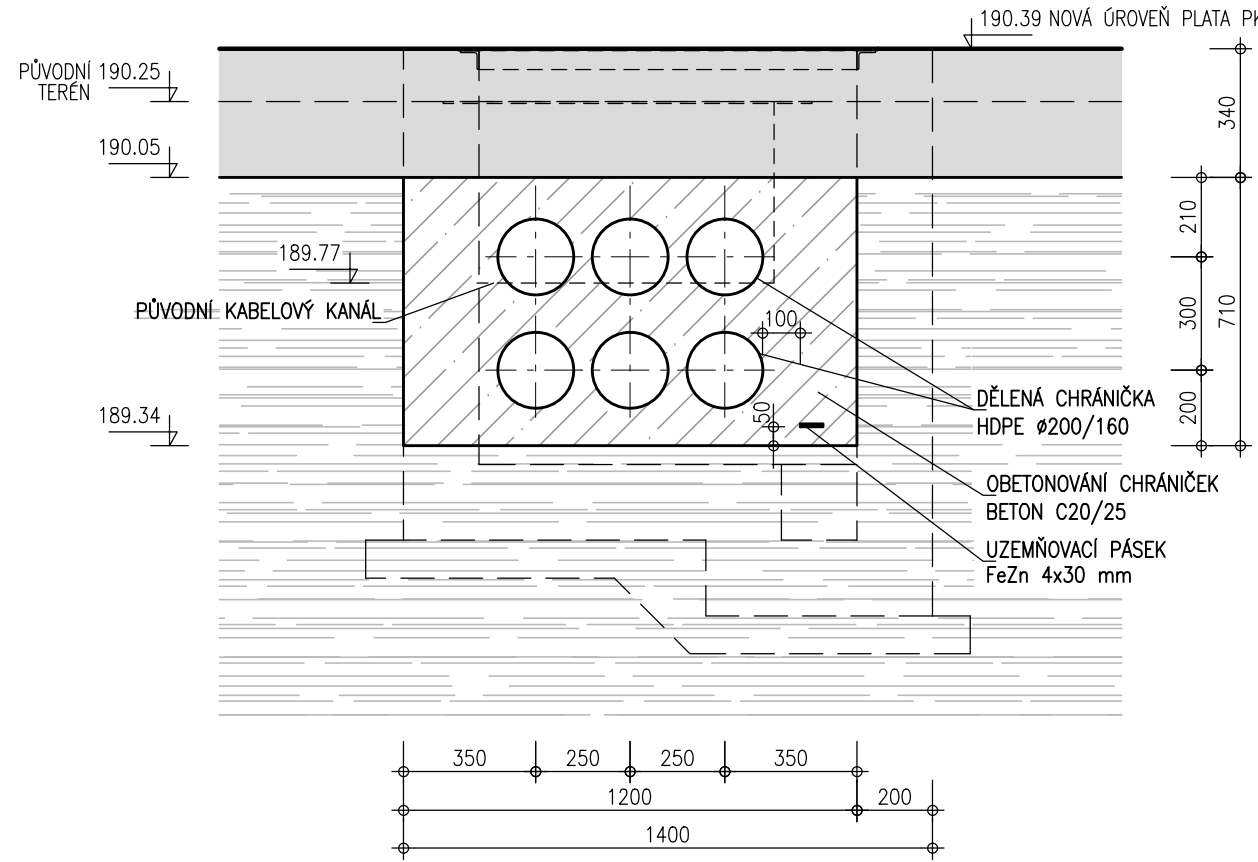 190.39 NOVÁ ÚROVEŇ PLATA
PŮVODNÍ
TERÉN
190.25
190.05
340
210
189.77
PŮVODNÍ KABELOVÝ KANÁL
100
300
710
DĚLENÁ CHRÁNIČKA
HDPE ø200/160
189.34
50
200
OBETONOVÁNÍ CHRÁNIČEK
BETON C20/25
UZEMŇOVACÍ PÁSEK
FeZn 4x30 mm
350
250
250
350
1200
200
1400